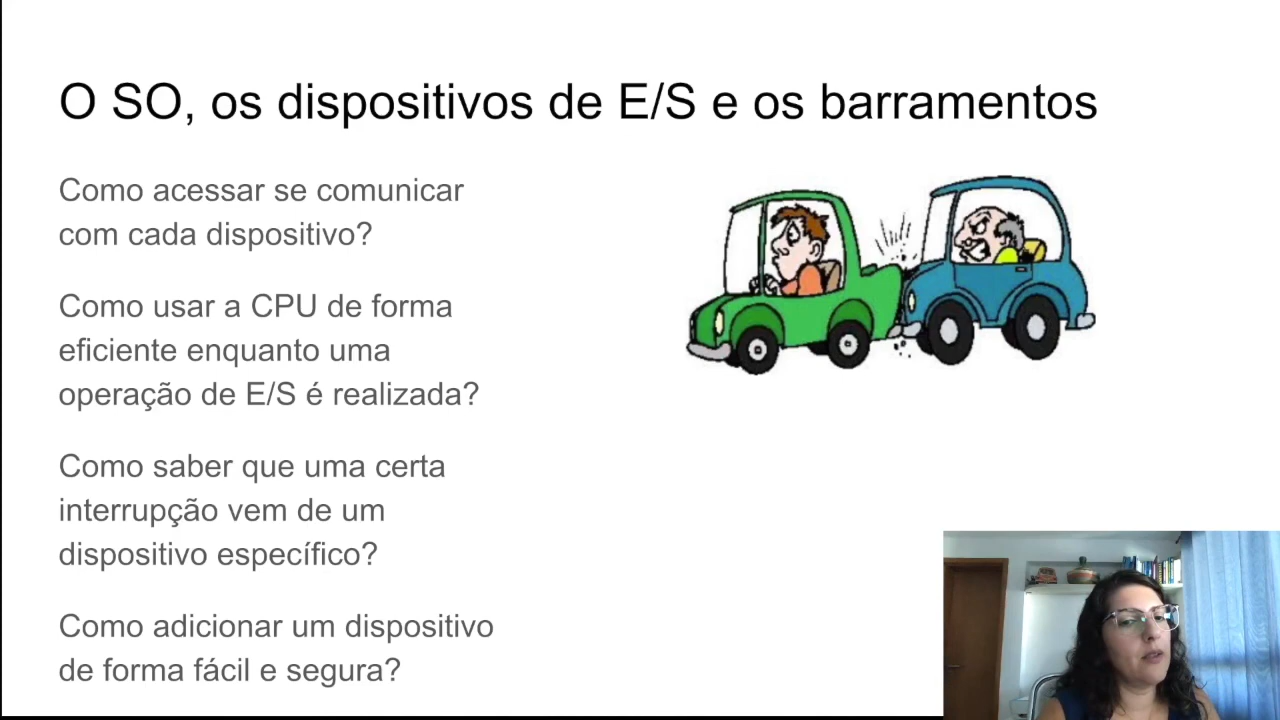 O SO, os dispositivos de E/S e os barramentos
Como acessar se comunicar
com cada dispositivo?
Como usar a CPU de forma
eficiente enquanto uma
operação de E/S é realizada?
Como saber que uma certa
interrupção vem de um
dispositivo específico?
Como adicionar um dispositivo
de forma fácil e segura?